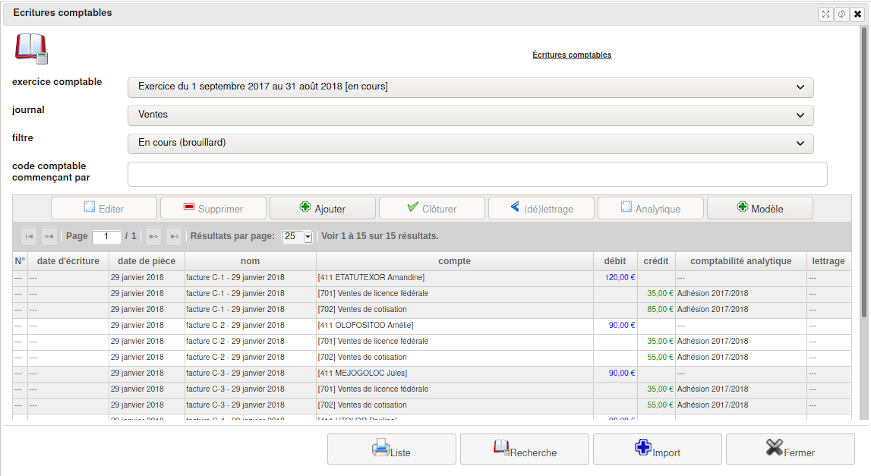 Ecritures comptables
Écritures comptables
exercice comptable
Exercice du 1 septembre 2017 au 31 août 2018 [en cours]
journal
Ventes
filtre
En cours (brouillard)
code comptable
commençant par
Editer Supprimer Ajouter Clôturer (dé)lettrage Analytique Modèle
Page 1 / 1 Résultats par page: 25 Voir 1 à 15 sur 15 résultats.
N° date d'écriture date de pièce nom compte débit crédit comptabilité analytique lettrage
--- --- 29 janvier 2018 facture C-1 - 29 janvier 2018 [411 ETATUTEXOR Amandine] 120,00 € --- ---
--- --- 29 janvier 2018 facture C-1 - 29 janvier 2018 [701] Ventes de licence fédérale 35,00 € Adhésion 2017/2018 ---
--- --- 29 janvier 2018 facture C-1 - 29 janvier 2018 [702] Ventes de cotisation 85,00 € Adhésion 2017/2018 ---
--- --- 29 janvier 2018 facture C-2 - 29 janvier 2018 [411 OLOFOSITOD Amélie] 90,00 € --- ---
--- --- 29 janvier 2018 facture C-2 - 29 janvier 2018 [701] Ventes de licence fédérale 35,00 € Adhésion 2017/2018 ---
--- --- 29 janvier 2018 facture C-2 - 29 janvier 2018 [702] Ventes de cotisation 55,00 € Adhésion 2017/2018 ---
--- --- 29 janvier 2018 facture C-3 - 29 janvier 2018 [411 MEJOGOLOC Jules] 90,00 € --- ---
--- --- 29 janvier 2018 facture C-3 - 29 janvier 2018 [701] Ventes de licence fédérale 35,00 € Adhésion 2017/2018 ---
--- --- 29 janvier 2018 facture C-3 - 29 janvier 2018 [702] Ventes de cotisation 55,00 € Adhésion 2017/2018 ---
Liste Recherche Import Fermer